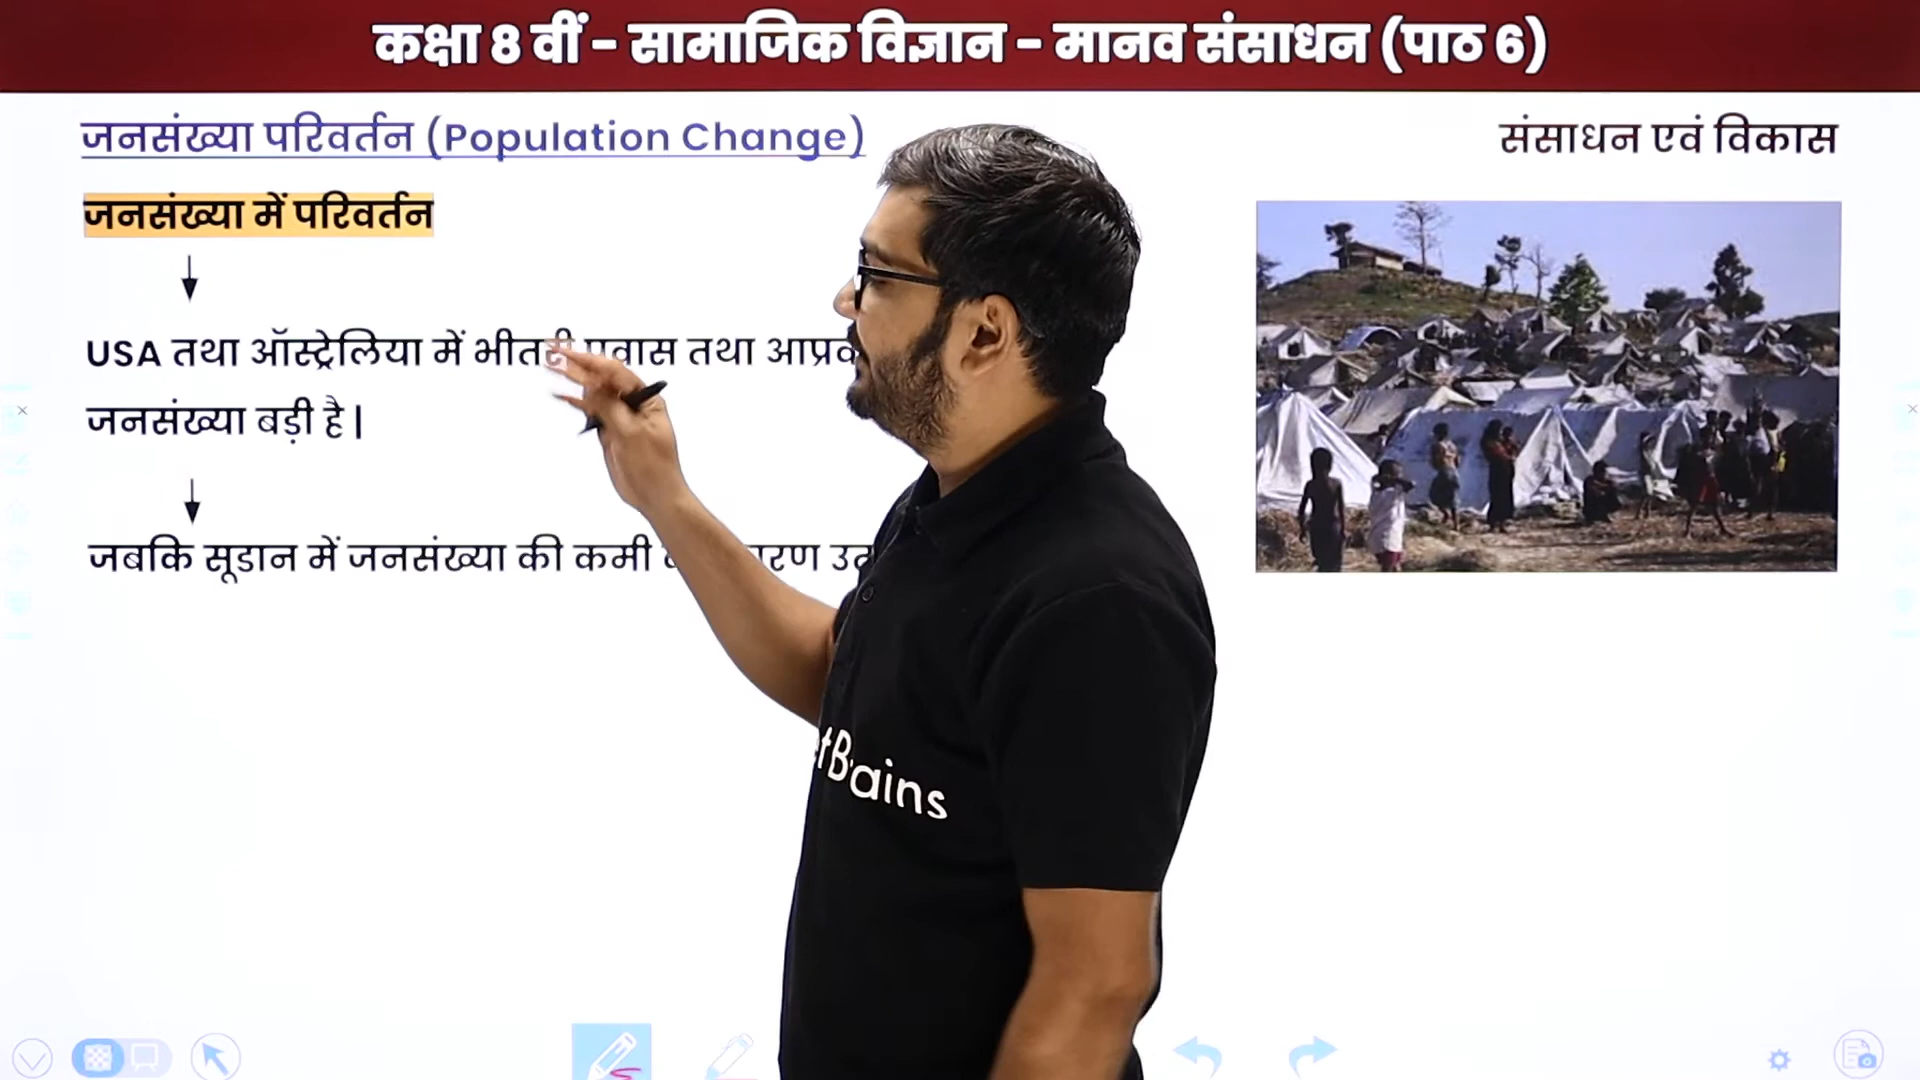 कक्षा 8 वीं - सामाजिक विज्ञान - मानव संसाधन (पाठ 6)
जनसंख्या परिवर्तन (Population Change)
संसाधन एवं विकास
जनसंख्या में परिवर्तन
USA तथा ऑस्ट्रेलिया में भीतरी प्रवास तथा
जनसंख्या बड़ी है |
जबकि सूडान में जनसंख्या की कमी